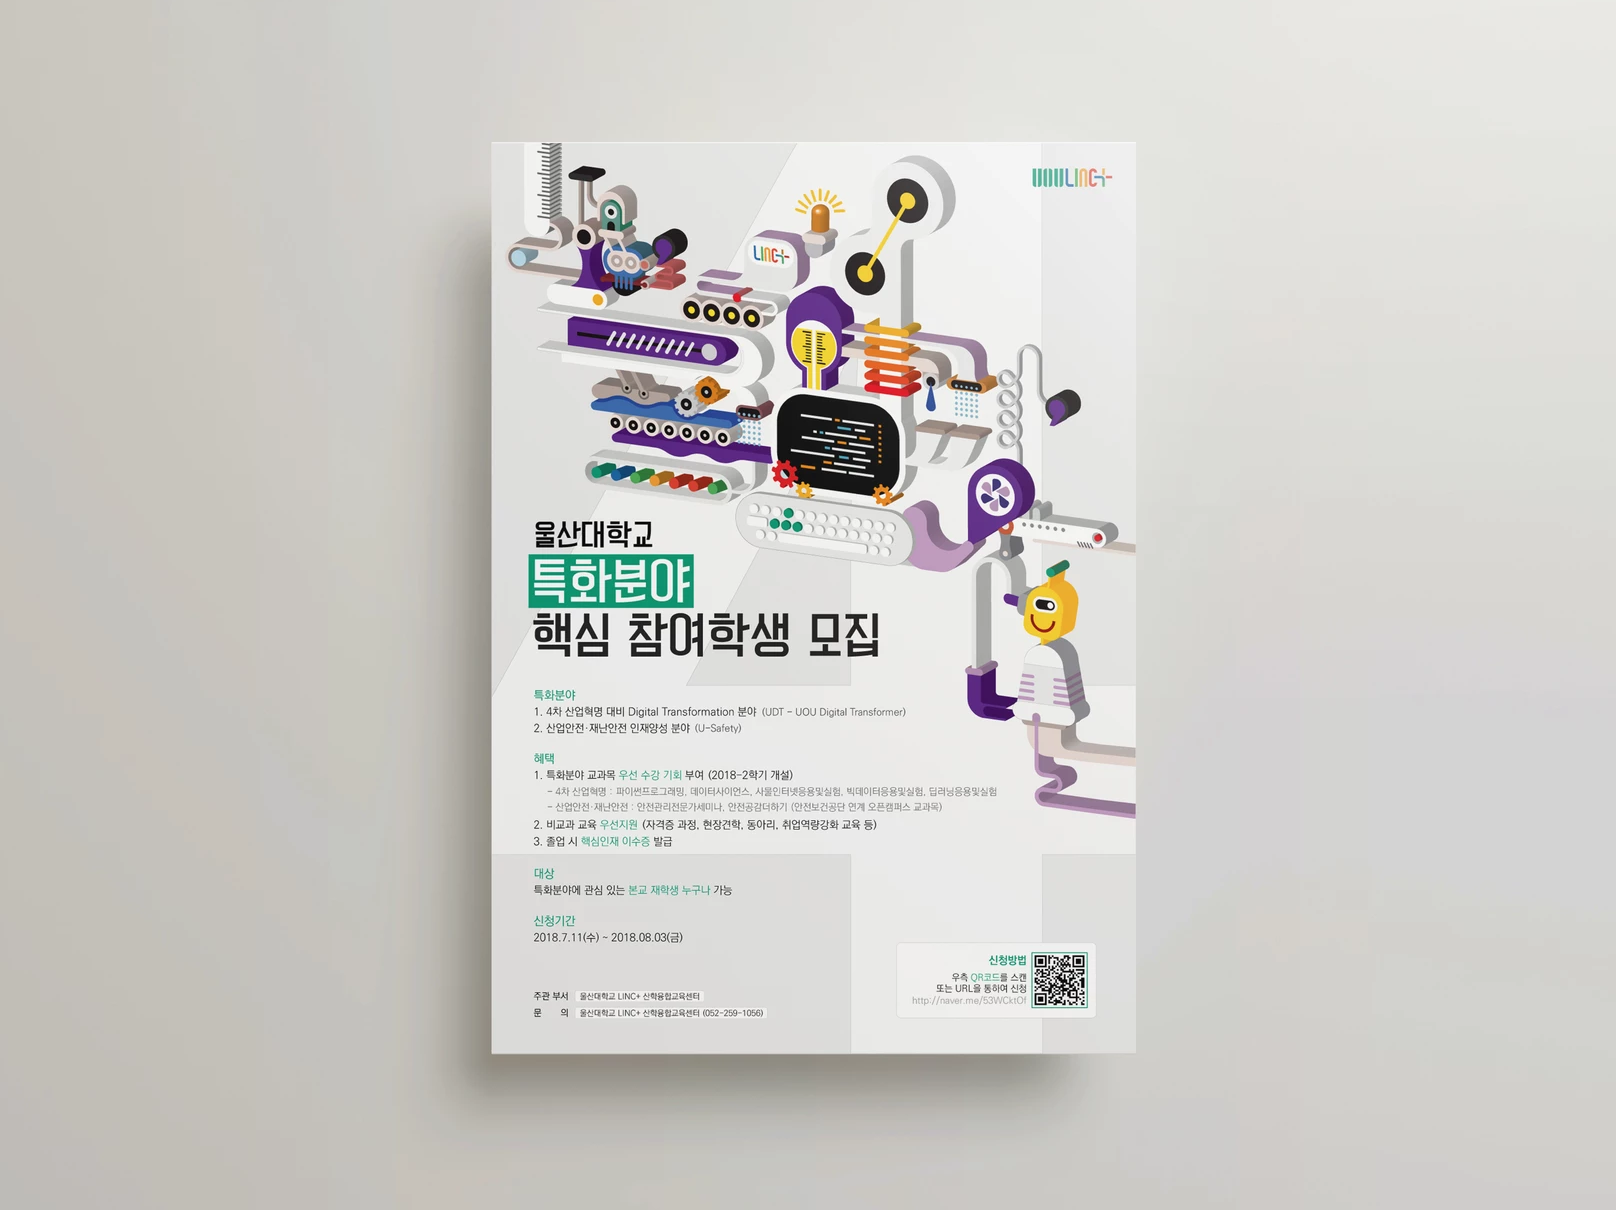 UOULINC+
LINC+
울산대학교
특화분야
핵심 참여학생 모집
특화분야
1. 4차 산업혁명 대비 Digital Transformation 분야 (UDT - UOU Digital Transformer)
2. 산업안전·재난안전 인재양성 분야 (U-Safety)
혜택
1. 특화분야 교과목 우선 수강 기회 부여 (2018-2학기 개설)
- 4차 산업혁명 : 파이썬프로그래밍, 데이터사이언스, 사물인터넷응용및실험, 빅데이터응용및실험, 딥러닝응용및실험
- 산업안전·재난안전 : 안전관리전문가세미나, 안전공감더하기 (안전보건공단 연계 오픈캠퍼스 교과목)
2. 비교과 교육 우선지원 (자격증 과정, 현장견학, 동아리, 취업역량강화 교육 등)
3. 졸업 시 핵심인재 이수증 발급
대상
특화분야에 관심 있는 본교 재학생 누구나 가능
신청기간
2018.7.11(수) ~ 2018.08.03(금)
신청방법
우측 QR코드를 스캔
또는 URL을 통하여 신청
http://naver.me/53WCktOf
주관 부서 울산대학교 LINC+ 산학융합교육센터
문 의 울산대학교 LINC+ 산학융합교육센터 (052-259-1056)